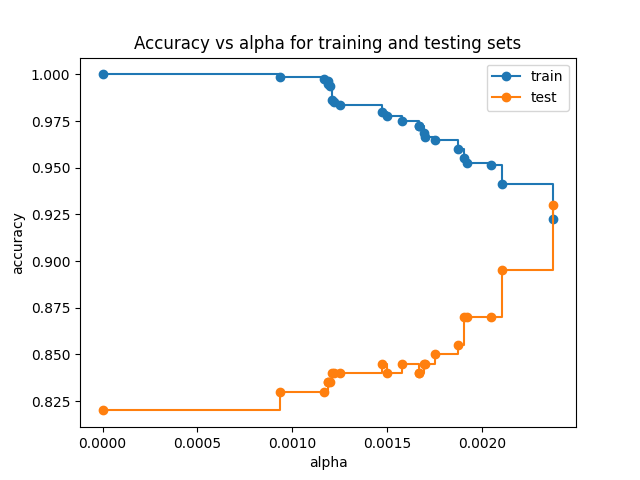 Accuracy vs alpha for training and testing sets
train
test
accuracy
1.000
0.975
0.950
0.925
0.900
0.875
0.850
0.825
0.0000
0.0005
0.0010
0.0015
0.0020
alpha